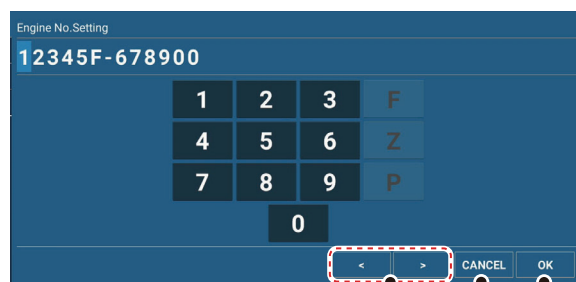 Engine No.Setting
12345F-678900
1 2 3 F
4 5 6 Z
7 8 9 P
0
< > CANCEL OK